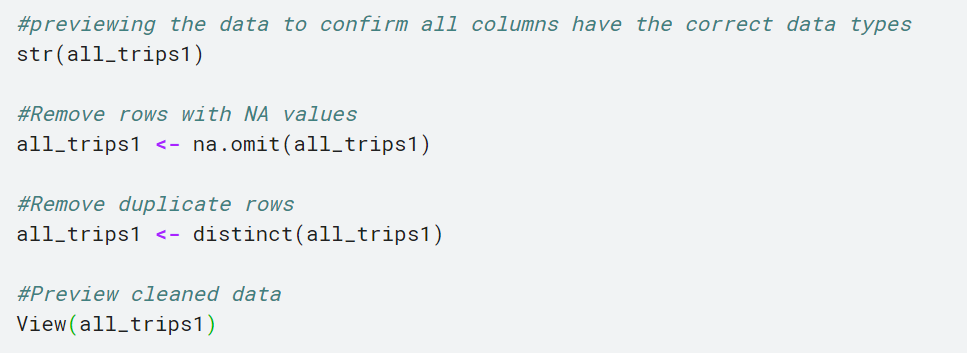 #previewing the data to confirm all columns have the correct data types
str(all_trips1)
#Remove rows with NA values
all_trips1 <- na.omit(all_trips1)
#Remove duplicate rows
all_trips1 <- distinct(all_trips1)
#Preview cleaned data
View(all_trips1)